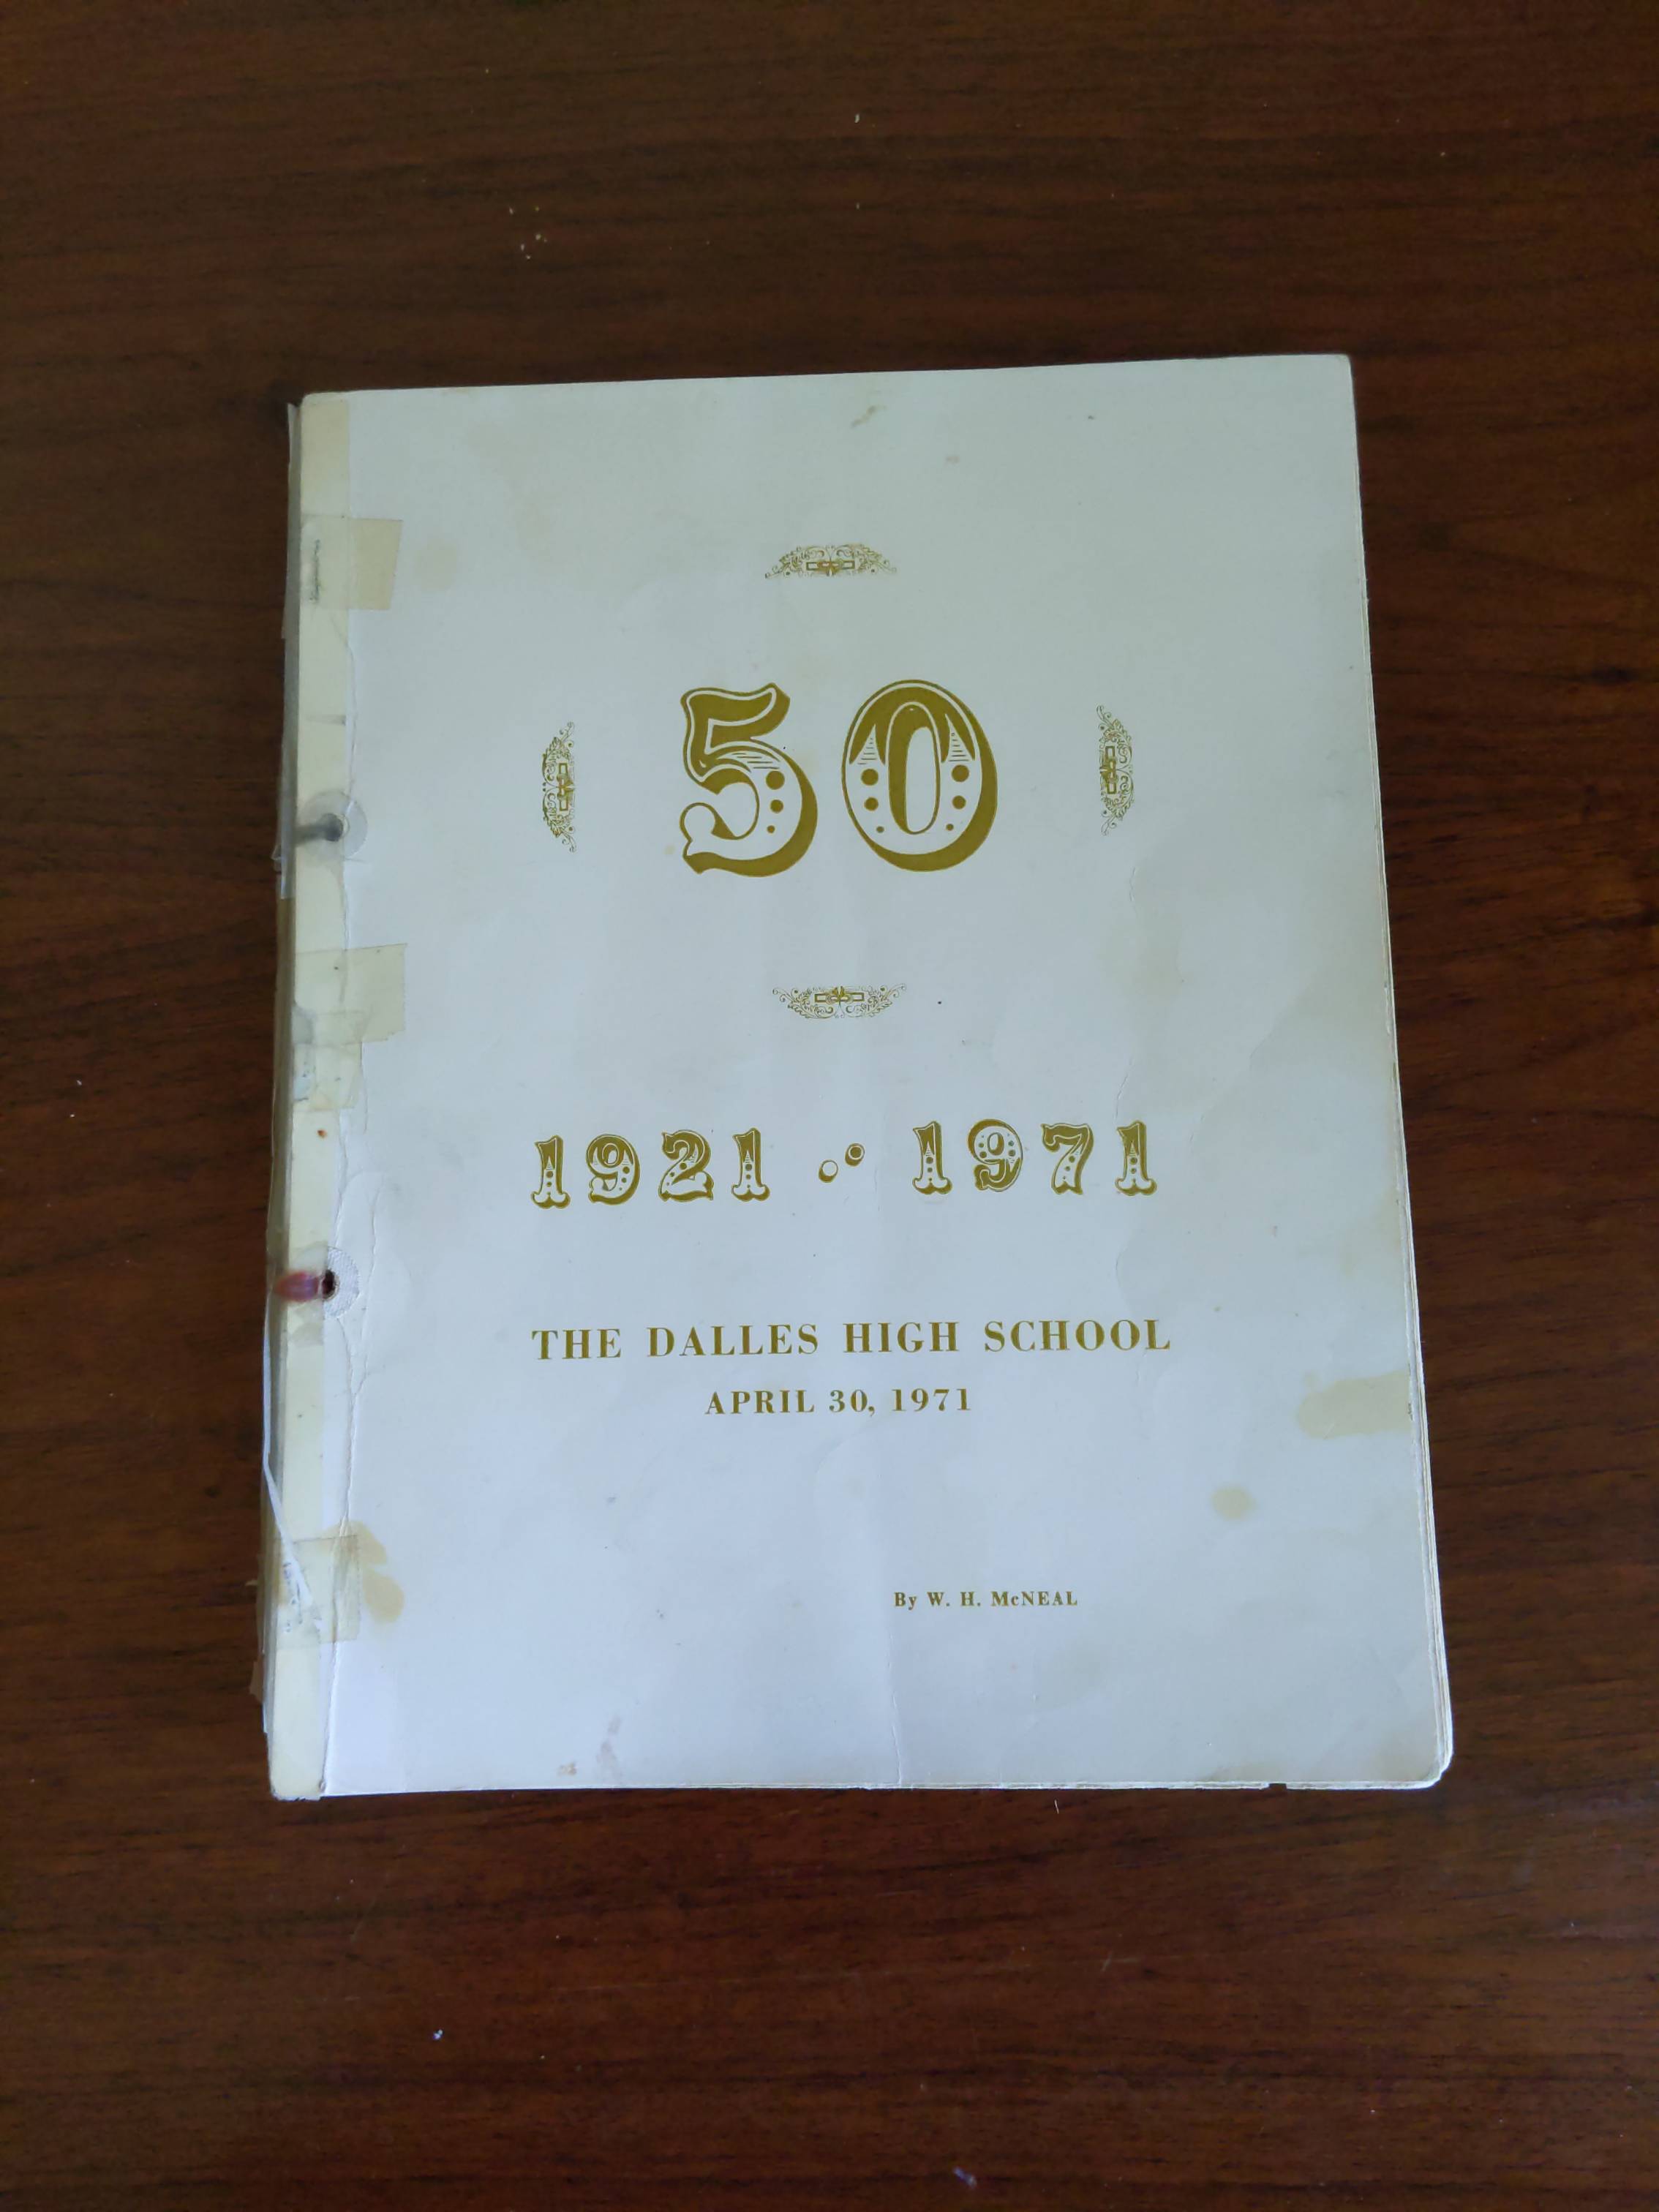 50
1921 1971
THE DALLES HIGH SCHOOL
APRIL 30, 1971
By W. H. McNEAL